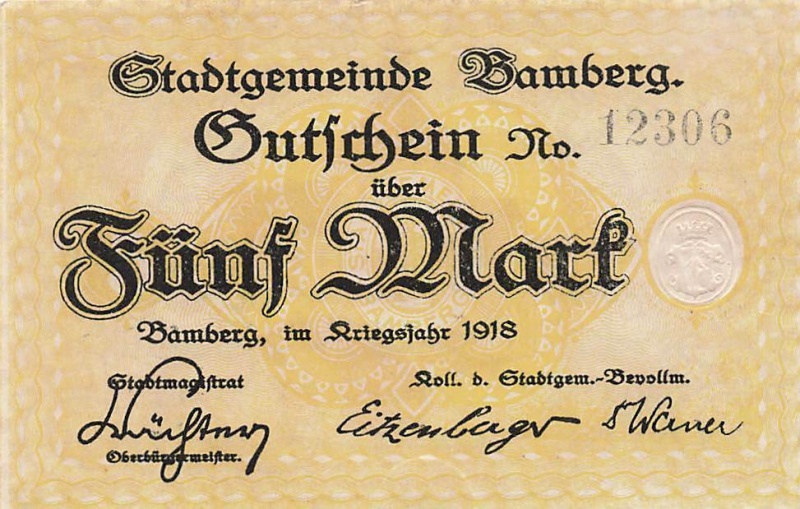 Stadtgemeinde Bamberg.
Gutschein No. 12306
über
Fünf Mark
Bamberg, im Kriegsjahr 1918
Stadtmagistrat
Koll. d. Stadtgem.-Bevollm.
Oberbürgermeister.